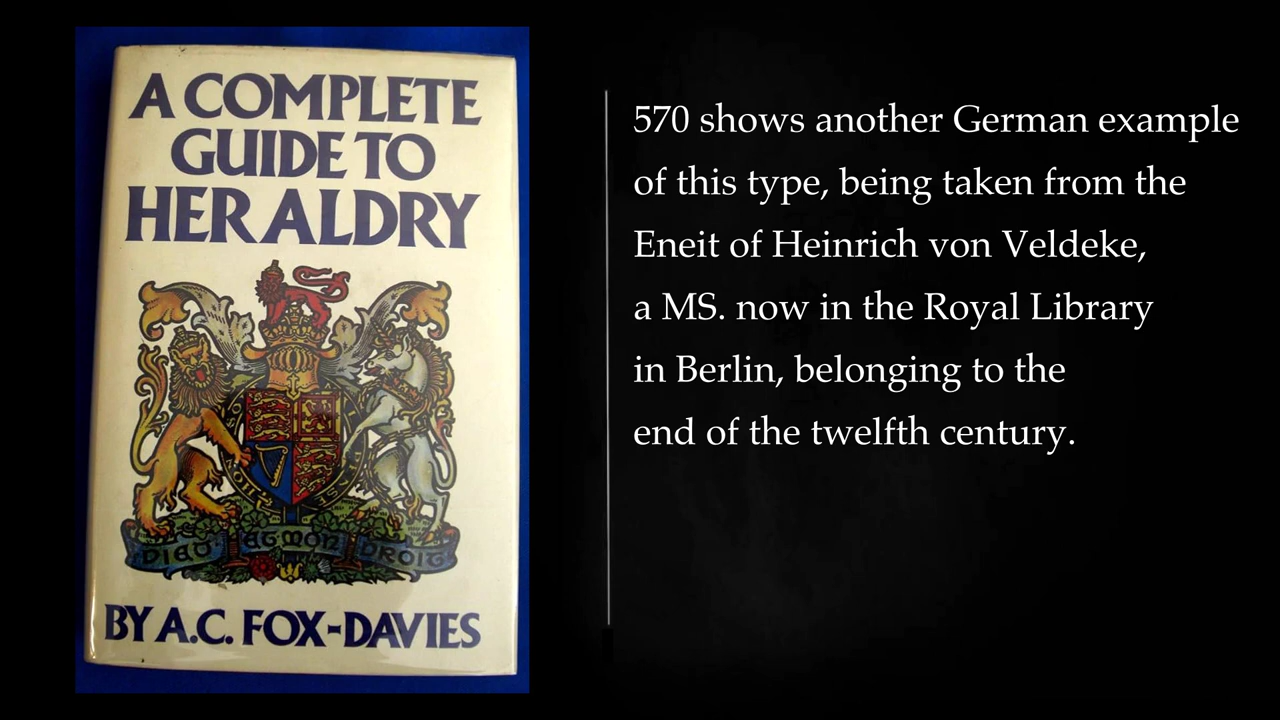 A COMPLETE
GUIDE TO
HERALDRY
DIEU ET MON DROIT
BY A.C. FOX-DAVIES
570 shows another German example
of this type, being taken from the
Eneit of Heinrich von Veldeke,
a MS. now in the Royal Library
in Berlin, belonging to the
end of the twelfth century.